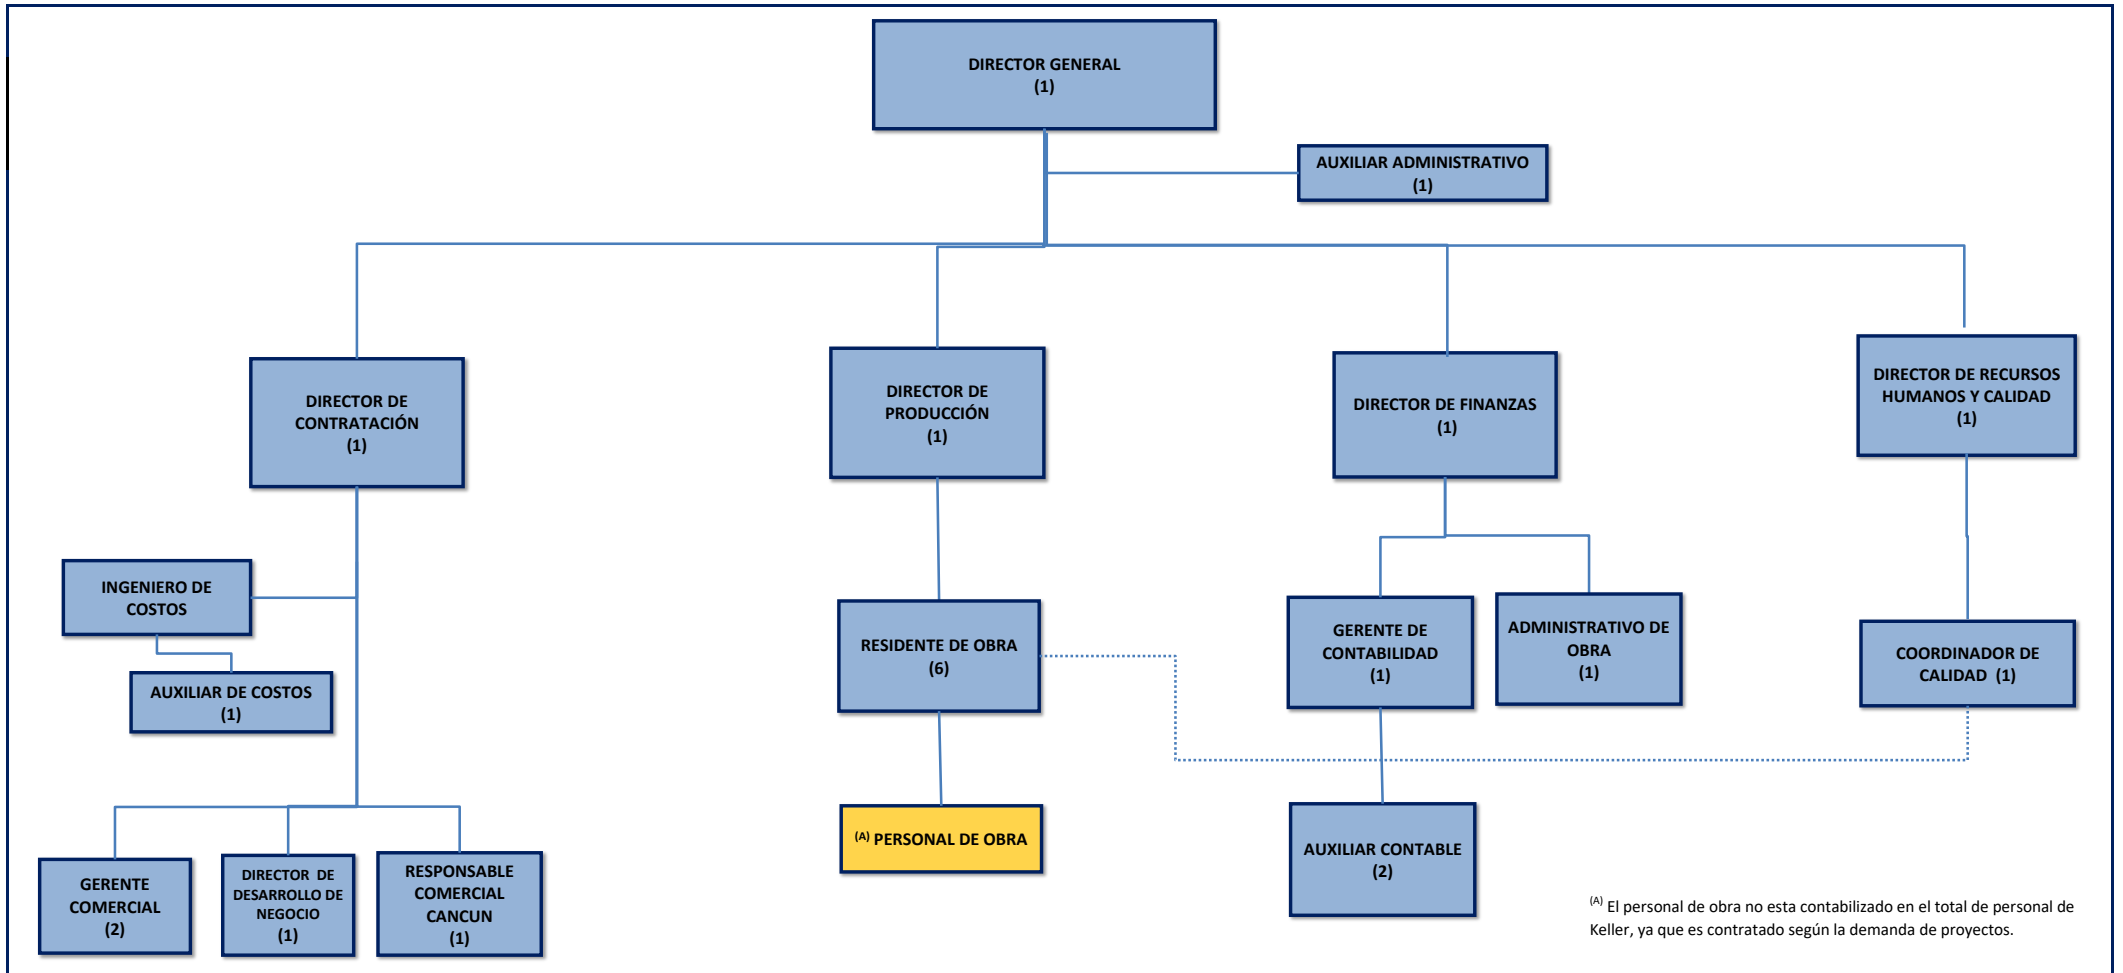 DIRECTOR GENERAL
(1)
AUXILIAR ADMINISTRATIVO
(1)
DIRECTOR DE
CONTRATACIÓN
(1)
DIRECTOR DE
PRODUCCIÓN
(1)
DIRECTOR DE FINANZAS
(1)
DIRECTOR DE RECURSOS
HUMANOS Y CALIDAD
(1)
INGENIERO DE
COSTOS
AUXILIAR DE COSTOS
(1)
RESIDENTE DE OBRA
(6)
GERENTE DE
CONTABILIDAD
(1)
ADMINISTRATIVO DE
OBRA
(1)
COORDINADOR DE
CALIDAD (1)
GERENTE
COMERCIAL
(2)
DIRECTOR DE
DESARROLLO DE
NEGOCIO
(1)
RESPONSABLE
COMERCIAL
CANCUN
(1)
(A) PERSONAL DE OBRA
AUXILIAR CONTABLE
(2)
(A) El personal de obra no esta contabilizado en el total de personal de
Keller, ya que es contratado según la demanda de proyectos.